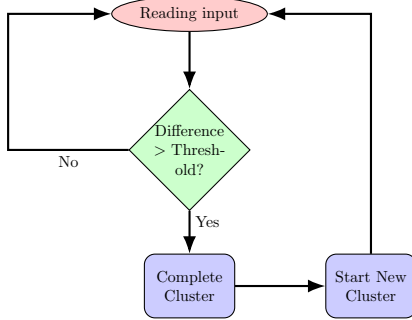 Reading input
Difference
> Thresh-
old?
No
Yes
Complete
Cluster
Start New
Cluster